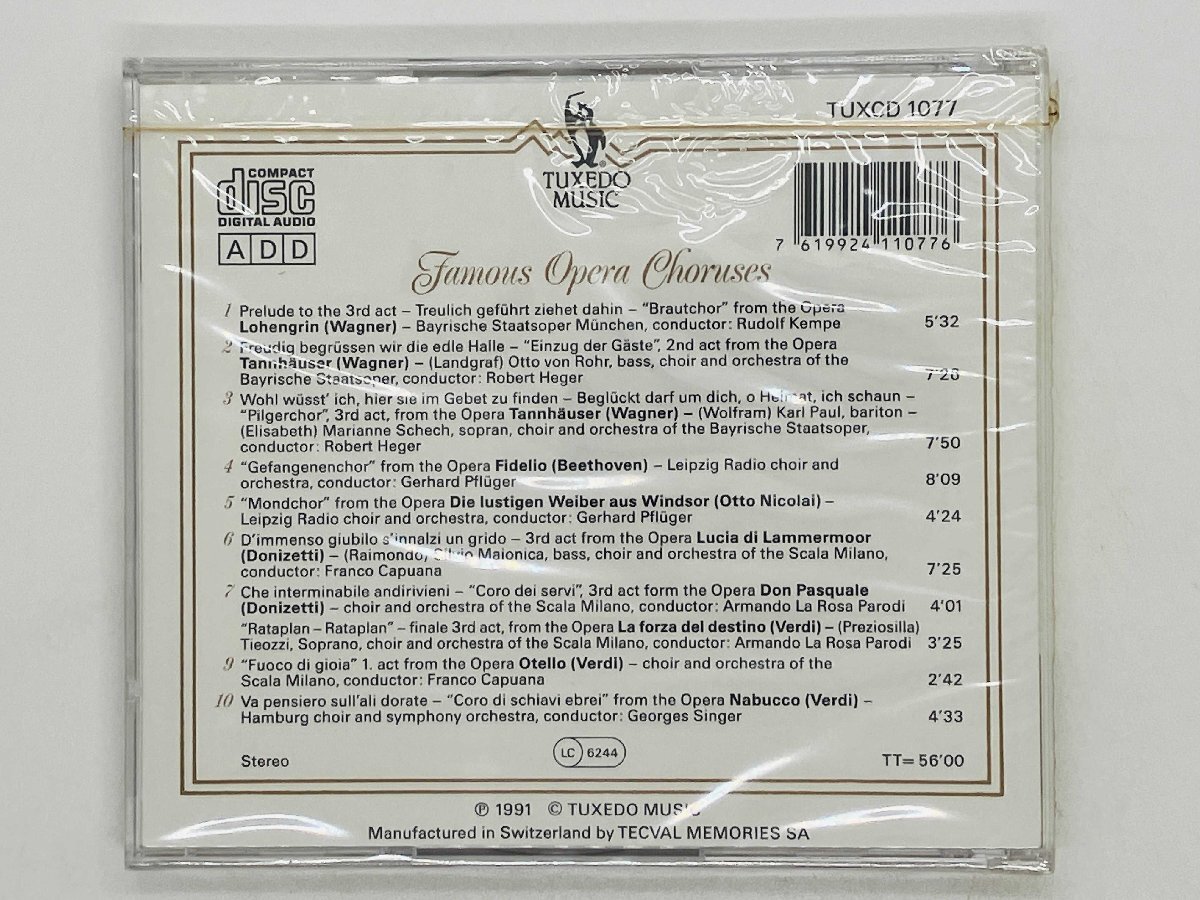 TUXCD 1077
COMPACT
disc
DIGITAL AUDIO
ADD
TUXEDO
MUSIC
7 619924 110776
Famous Opera Choruses
1 Prelude to the 3rd act – Treulich geführt ziehet dahin – "Brautchor" from the Opera
Lohengrin (Wagner) – Bayrische Staatsoper München, conductor: Rudolf Kempe 5'32
2 Freudig begrüssen wir die edle Halle – "Einzug der Gäste", 2nd act from the Opera
Tannhäuser (Wagner) – (Landgraf) Otto von Rohr, bass, choir and orchestra of the
Bayrische Staatsoper, conductor: Robert Heger
3 Wohl wüsst' ich, hier sie im Gebet zu finden – Beglückt darf um dich, o Heimat, ich schaun –
"Pilgerchor", 3rd act, from the Opera Tannhäuser (Wagner) – (Wolfram) Karl Paul, bariton –
(Elisabeth) Marianne Schech, sopran, choir and orchestra of the Bayrische Staatsoper,
conductor: Robert Heger 7'50
4 "Gefangenenchor" from the Opera Fidelio (Beethoven) – Leipzig Radio choir and
orchestra, conductor: Gerhard Pflüger 8'09
5 "Mondchor" from the Opera Die lustigen Weiber aus Windsor (Otto Nicolai) –
Leipzig Radio choir and orchestra, conductor: Gerhard Pflüger 4'24
6 D'immenso giubilo s'innalzi un grido – 3rd act from the Opera Lucia di Lammermoor
(Donizetti) – (Raimondo) Silvio Maionica, bass, choir and orchestra of the Scala Milano,
conductor: Franco Capuana 7'25
7 Che interminabile andirivieni – "Coro dei servi", 3rd act form the Opera Don Pasquale
(Donizetti) – choir and orchestra of the Scala Milano, conductor: Armando La Rosa Parodi 4'01
"Rataplan – Rataplan" – finale 3rd act, from the Opera La forza del destino (Verdi) – (Preziosilla)
Tieozzi, Soprano, choir and orchestra of the Scala Milano, conductor: Armando La Rosa Parodi 3'25
9 "Fuoco di gioia" 1. act from the Opera Otello (Verdi) – choir and orchestra of the
Scala Milano, conductor: Franco Capuana 2'42
10 Va pensiero sull'ali dorate – "Coro di schiavi ebrei" from the Opera Nabucco (Verdi) –
Hamburg choir and symphony orchestra, conductor: Georges Singer 4'33
Stereo LC 6244 TT= 56'00
℗ 1991 © TUXEDO MUSIC
Manufactured in Switzerland by TECVAL MEMORIES SA